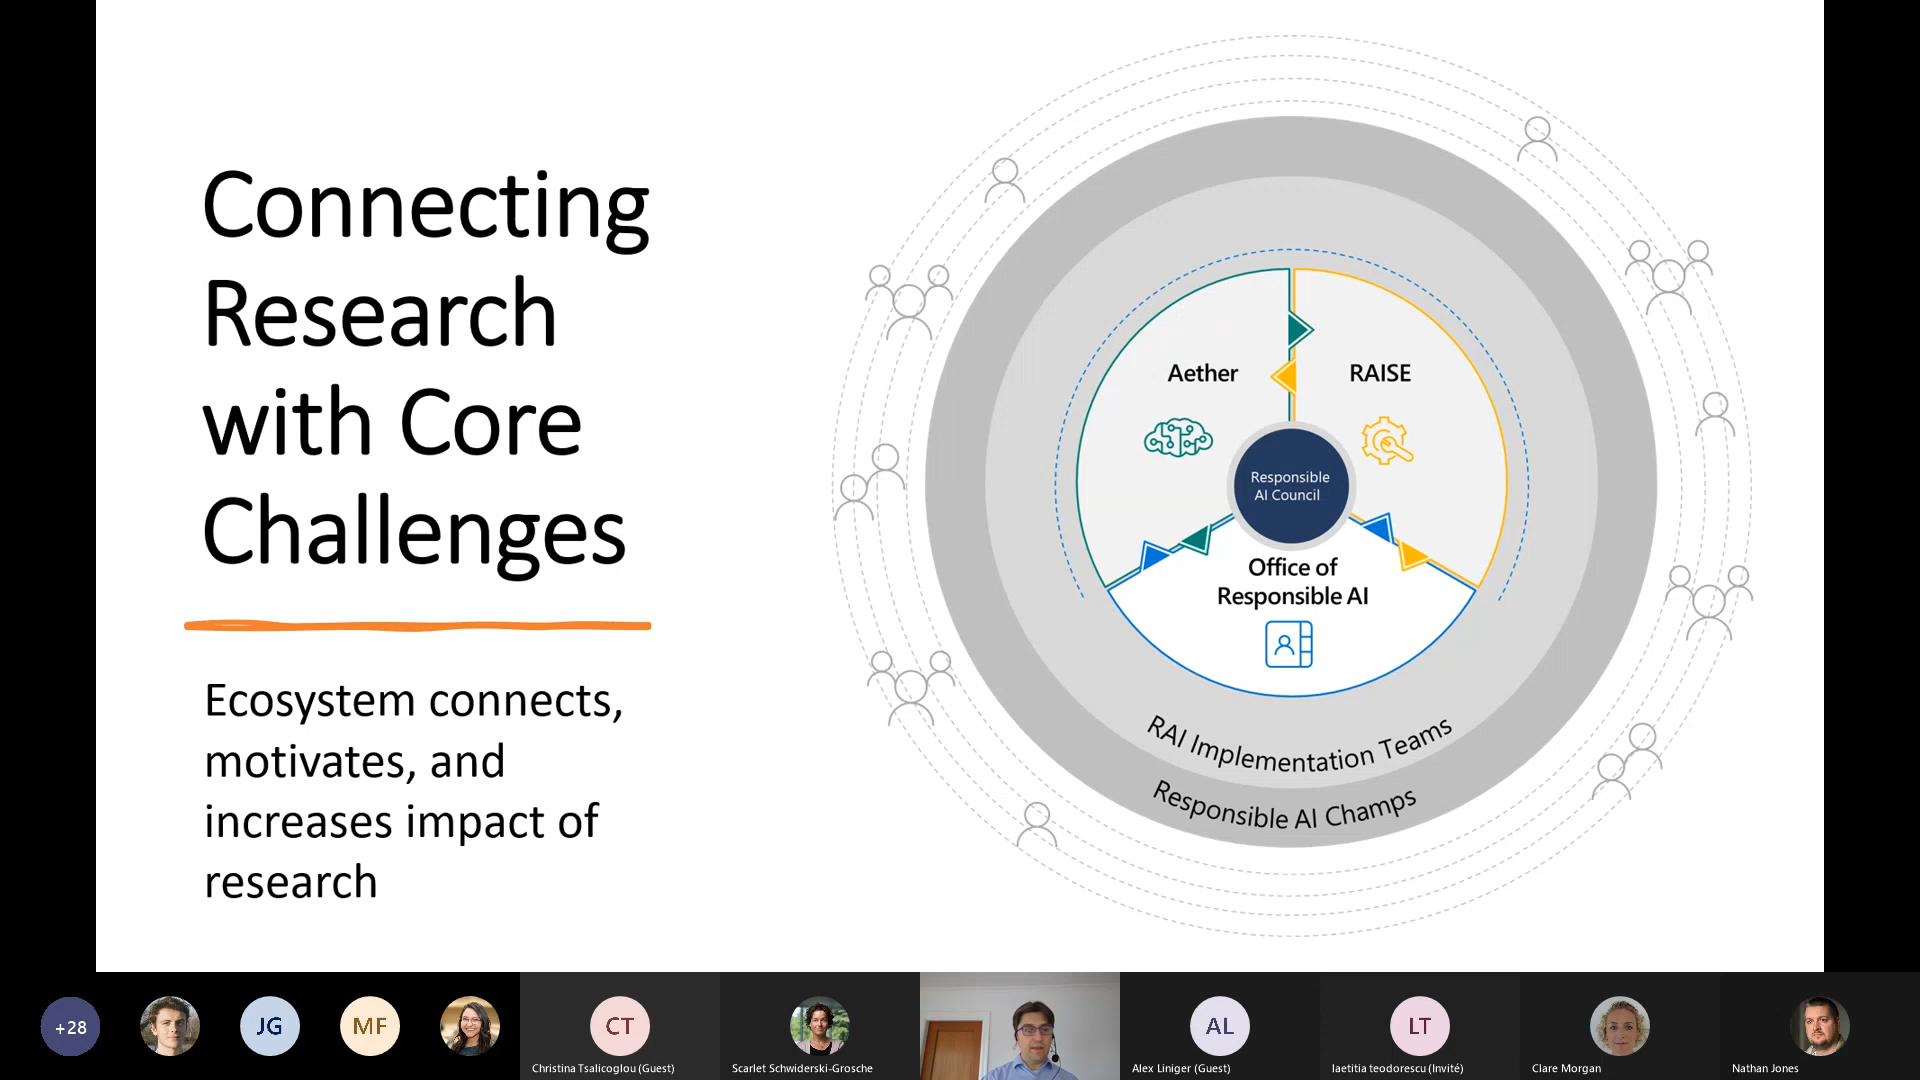 Connecting
Research
with Core
Challenges
Ecosystem connects,
motivates, and
increases impact of
research
Aether
RAISE
Responsible
AI Council
Office of
Responsible AI
RAI Implementation Teams
Responsible AI Champs
+28
JG
MF
CT
Christina Tsalicoglou (Guest)
Scarlet Schwiderski-Grosche
AL
Alex Liniger (Guest)
LT
laetitia teodorescu (Invité)
Clare Morgan
Nathan Jones